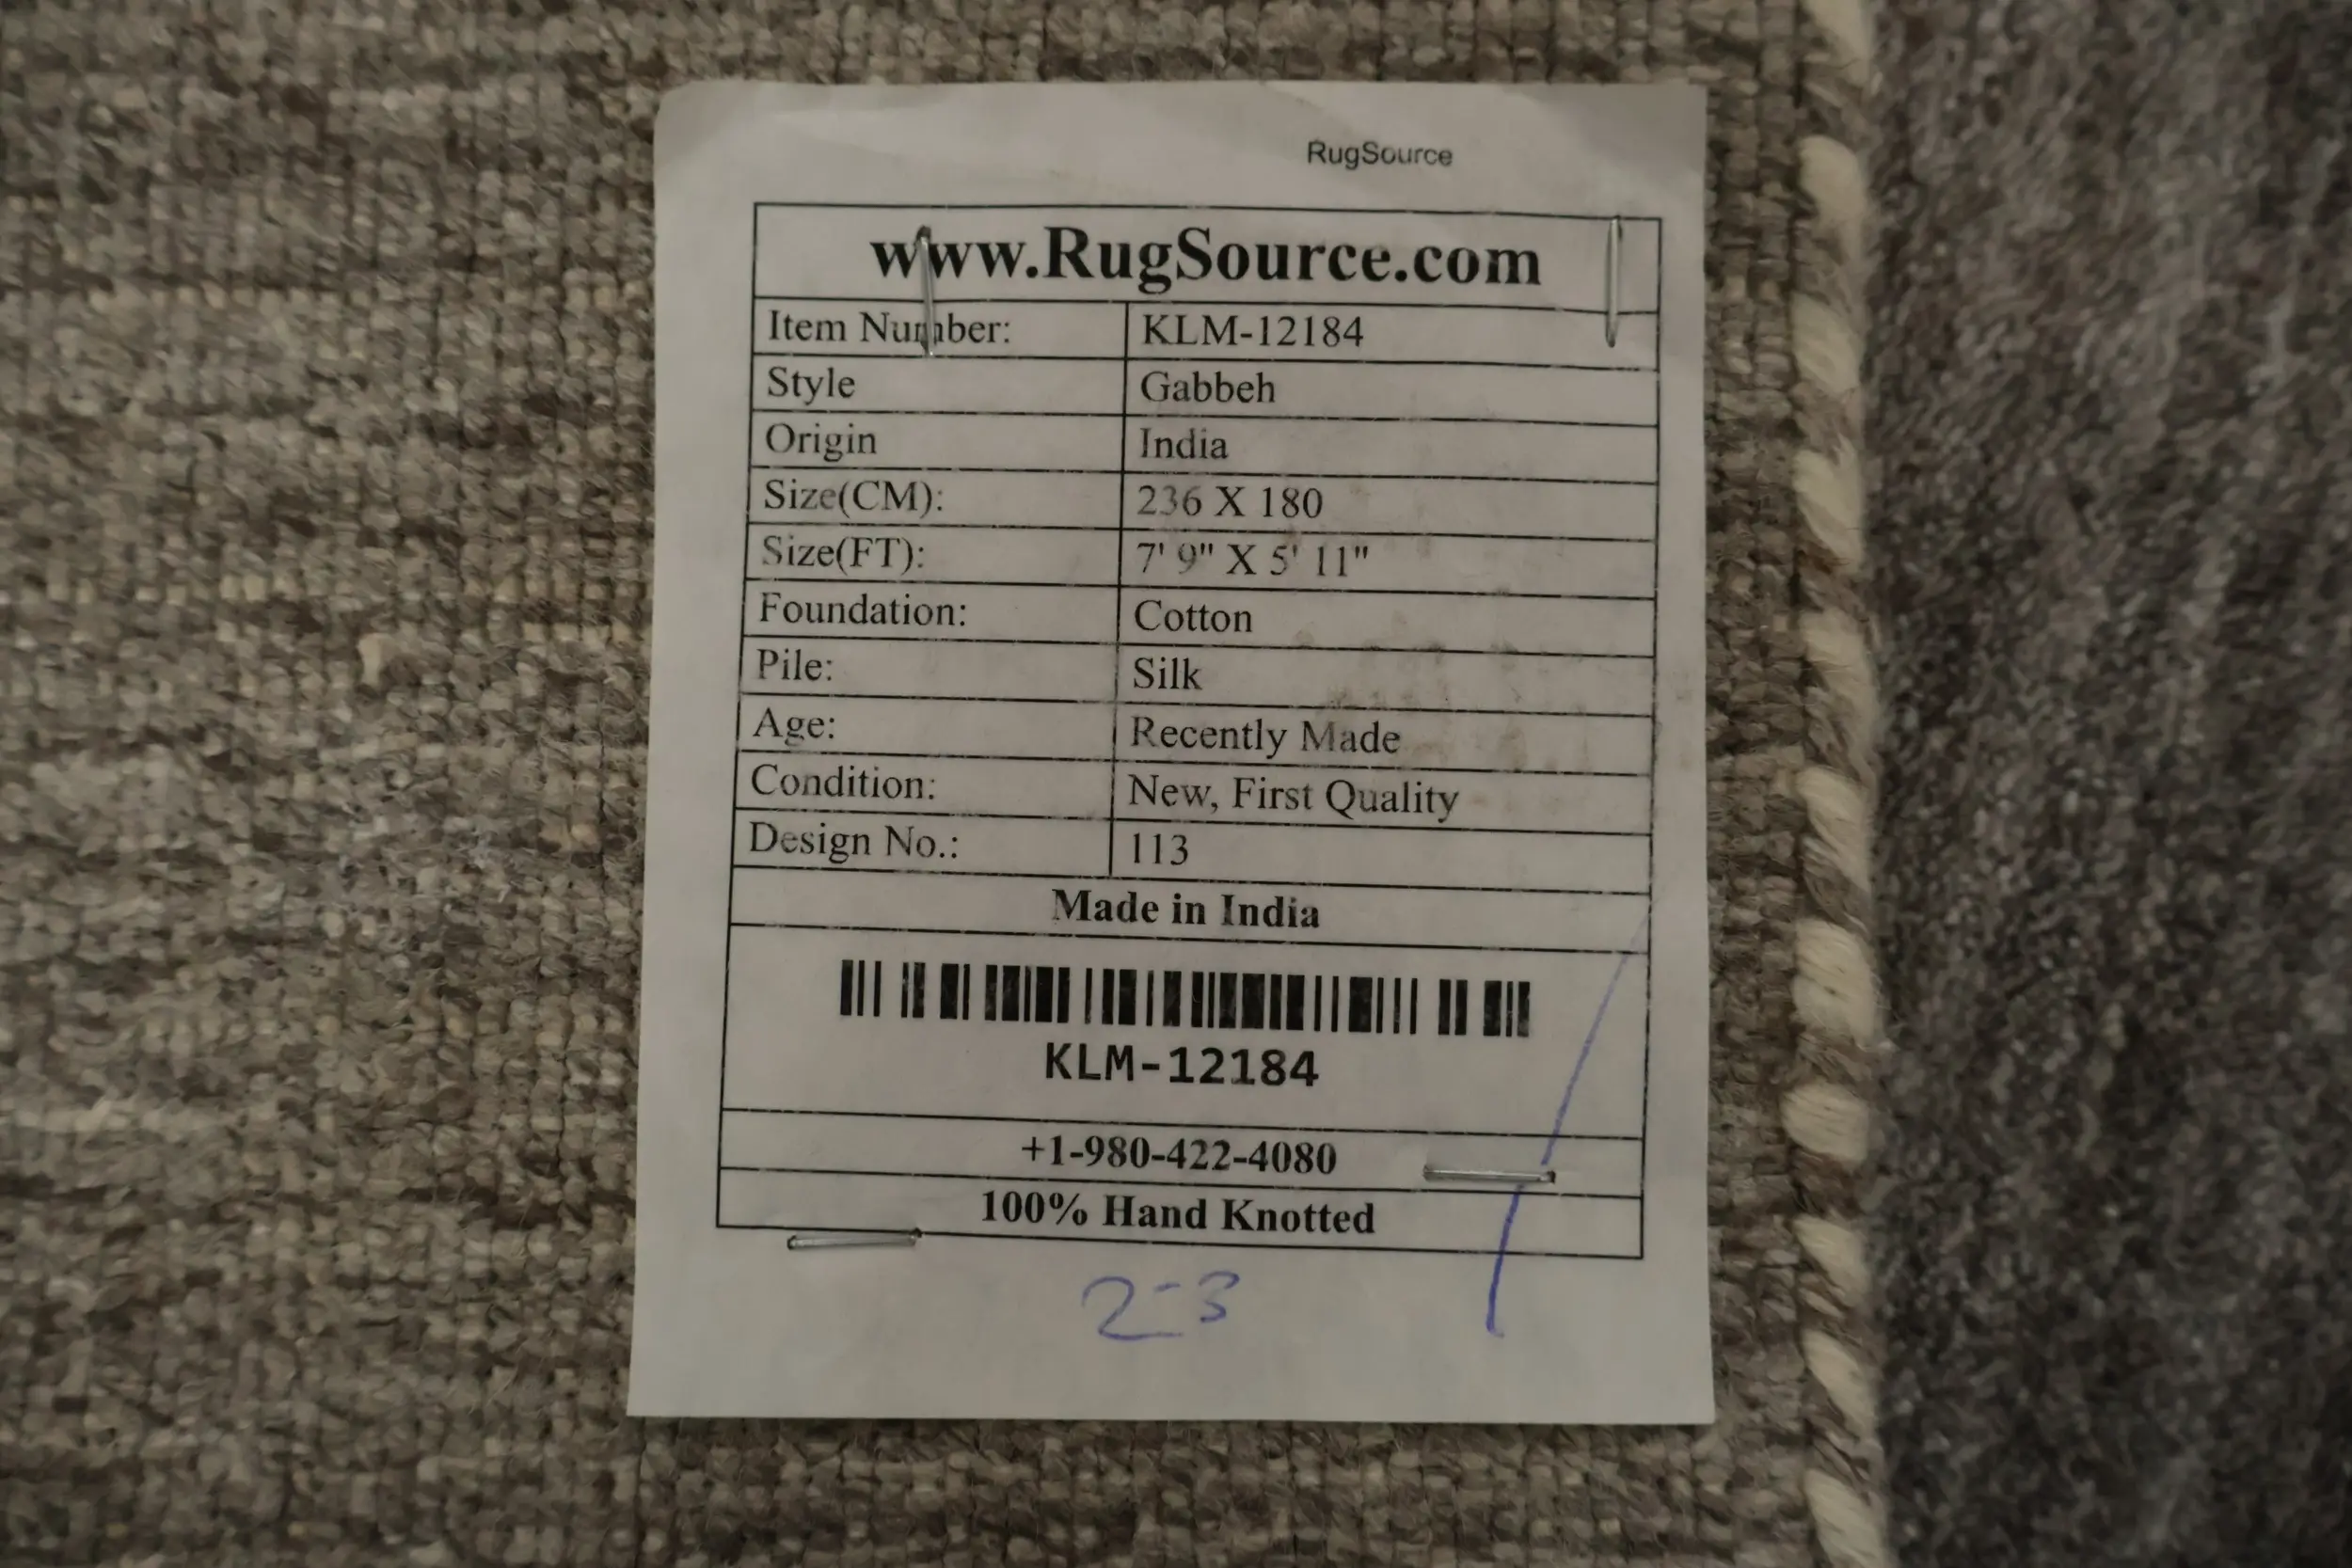 RugSource
www.RugSource.com
Item Number: KLM-12184
Style Gabbeh
Origin India
Size(CM): 236 X 180
Size(FT): 7' 9" X 5' 11"
Foundation: Cotton
Pile: Silk
Age: Recently Made
Condition: New, First Quality
Design No.: 113
Made in India
KLM-12184
+1-980-422-4080
100% Hand Knotted
2-3